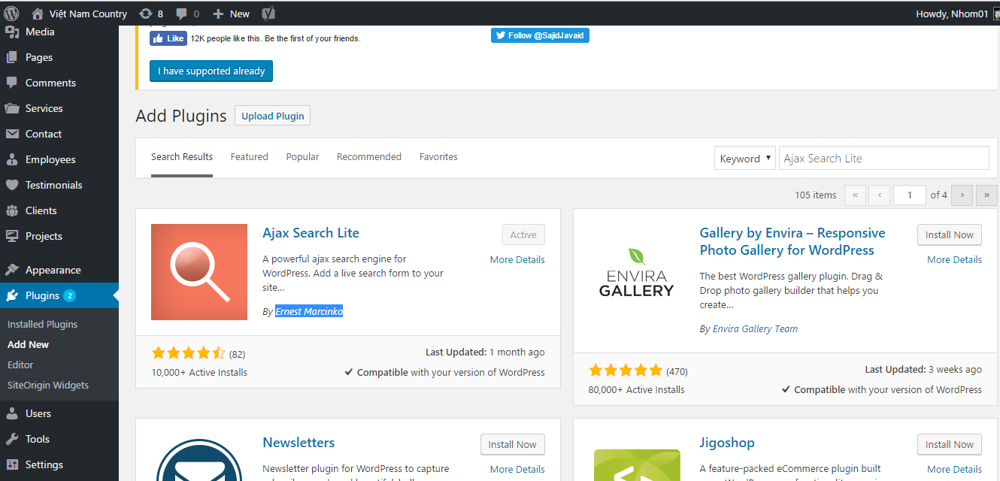 Việt Nam Country
8
0
New
Howdy, Nhom01
Media
Pages
Comments
Services
Contact
Employees
Testimonials
Clients
Projects
Appearance
Plugins 2
Installed Plugins
Add New
Editor
SiteOrigin Widgets
Users
Tools
Settings
Like
12K people like this. Be the first of your friends.
Follow @SajidJavaid
I have supported already
Add Plugins
Upload Plugin
Search Results
Featured
Popular
Recommended
Favorites
Keyword
Ajax Search Lite
105 items
«
‹
1
of 4
›
»
Ajax Search Lite
Active
More Details
A powerful ajax search engine for
WordPress. Add a live search form to your
site...
By Ernest Marcinko
(82)
10,000+ Active Installs
Last Updated: 1 month ago
Compatible with your version of WordPress
ENVIRA
GALLERY
Gallery by Envira – Responsive
Photo Gallery for WordPress
Install Now
More Details
The best WordPress gallery plugin. Drag &
Drop photo gallery builder that helps you
create...
By Envira Gallery Team
(470)
80,000+ Active Installs
Last Updated: 3 weeks ago
Compatible with your version of WordPress
Newsletters
Install Now
More Details
Newsletter plugin for WordPress to capture
Jigoshop
Install Now
More Details
A feature-packed eCommerce plugin built